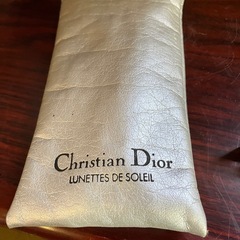 Christian Dior
LUNETTES DE SOLEIL